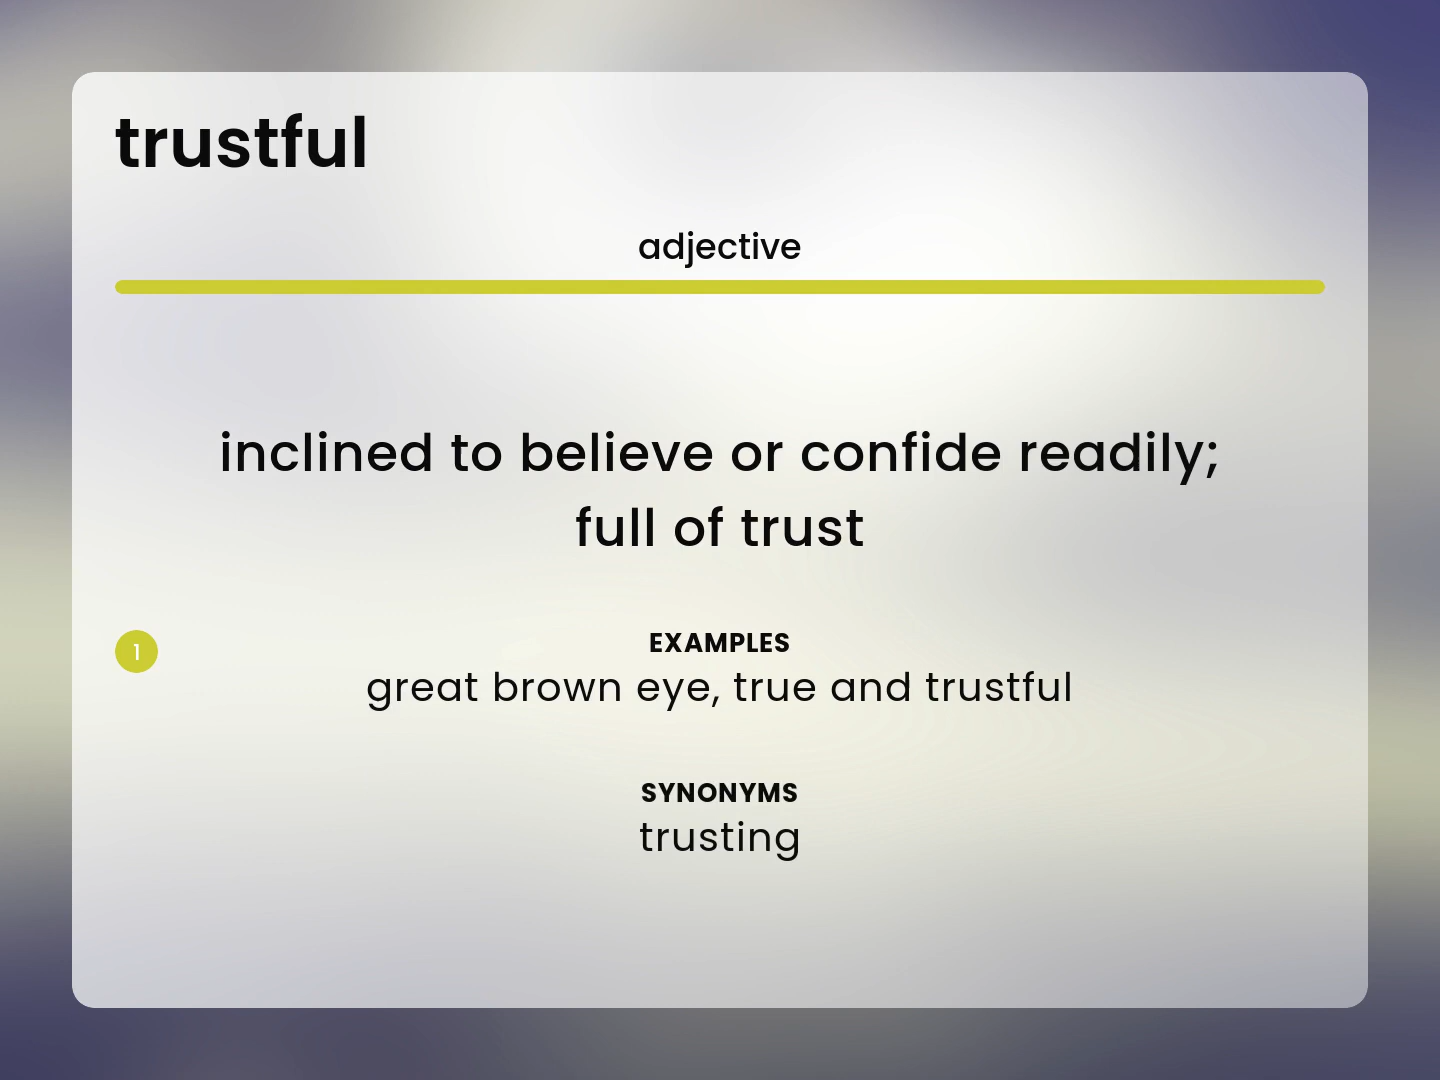 trustful
adjective
inclined to believe or confide readily;
full of trust
1
EXAMPLES
great brown eye, true and trustful
SYNONYMS
trusting